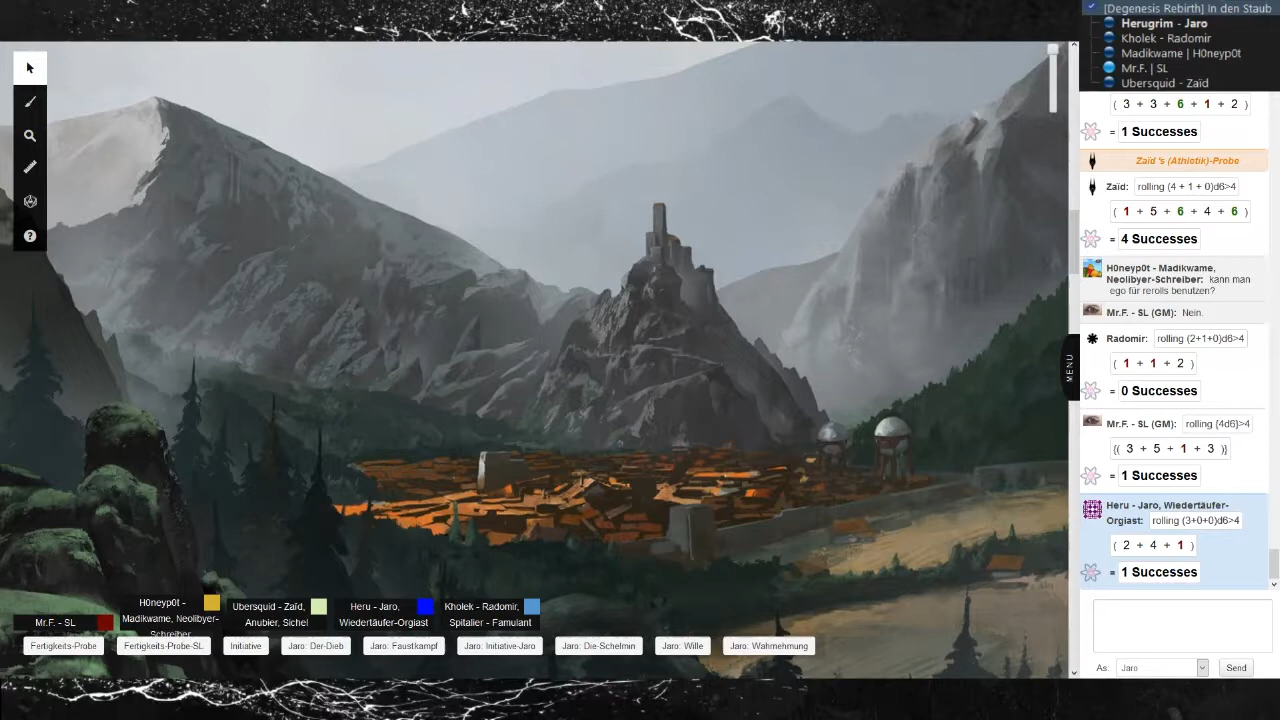 [Degenesis Rebirth] In den Staub
Herugrim - Jaro
Kholek - Radomir
Madikwame | H0neyp0t
Mr.F. | SL
Ubersquid - Zaïd
( 3 + 3 + 6 + 1 + 2 )
= 1 Successes
Zaïd 's (Athletik)-Probe
Zaïd: rolling (4 + 1 + 0)d6>4
( 1 + 5 + 6 + 4 + 6 )
= 4 Successes
H0neyp0t - Madikwame,
Neolibyer-Schreiber: kann man
ego für rerolls benutzen?
Mr.F. - SL (GM): Nein.
Radomir: rolling (2+1+0)d6>4
( 1 + 1 + 2 )
= 0 Successes
Mr.F. - SL (GM): rolling {4d6}>4
{( 3 + 5 + 1 + 3 )}
= 1 Successes
Heru - Jaro, Wiedertäufer-
Orgiast: rolling (3+0+0)d6>4
( 2 + 4 + 1 )
= 1 Successes
As: Jaro Send
MENU
Mr.F. - SL
H0neyp0t -
Madikwame, Neolibyer-
Schreiber
Ubersquid - Zaïd,
Anubier, Sichel
Heru - Jaro,
Wiedertäufer-Orgiast
Kholek - Radomir,
Spitalier - Famulant
Fertigkeits-Probe Fertigkeits-Probe-SL Initiative Jaro: Der-Dieb Jaro: Faustkampf Jaro: Initiative-Jaro Jaro: Die-Schelmin Jaro: Wille Jaro: Wahrnehmung